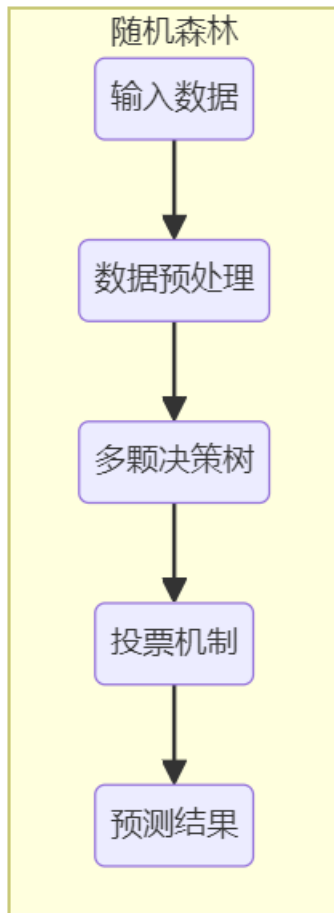 随机森林
输入数据
数据预处理
多颗决策树
投票机制
预测结果